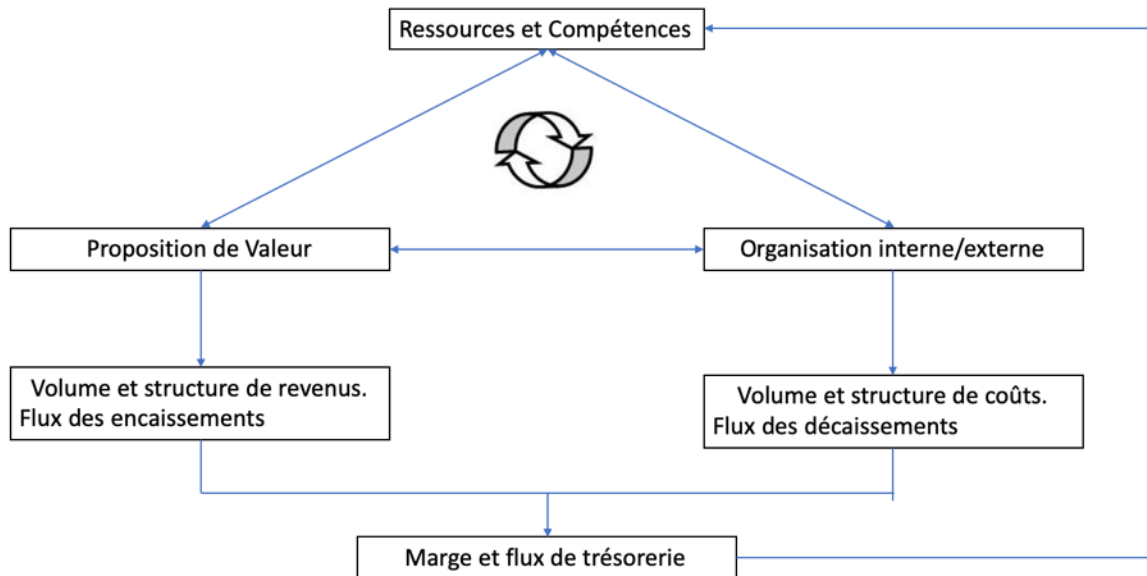 Ressources et Compétences
Proposition de Valeur
Organisation interne/externe
Volume et structure de revenus.
Flux des encaissements
Volume et structure de coûts.
Flux des décaissements
Marge et flux de trésorerie